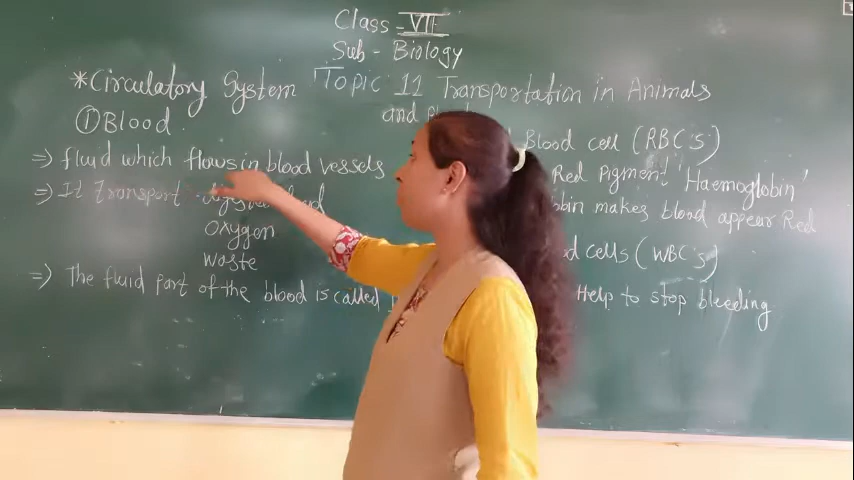 Class - VII
Sub - Biology
Topic 11 Transportation in Animals
and
*Circulatory System
① Blood.
⇒ fluid which flows in blood vessels
⇒ It Transport
Oxygen
Waste
⇒ The fluid part of the blood is called
Blood cell (RBC's)
Red Pigment 'Haemoglobin'
makes blood appear Red
cells (WBC's)
Help to stop bleeding